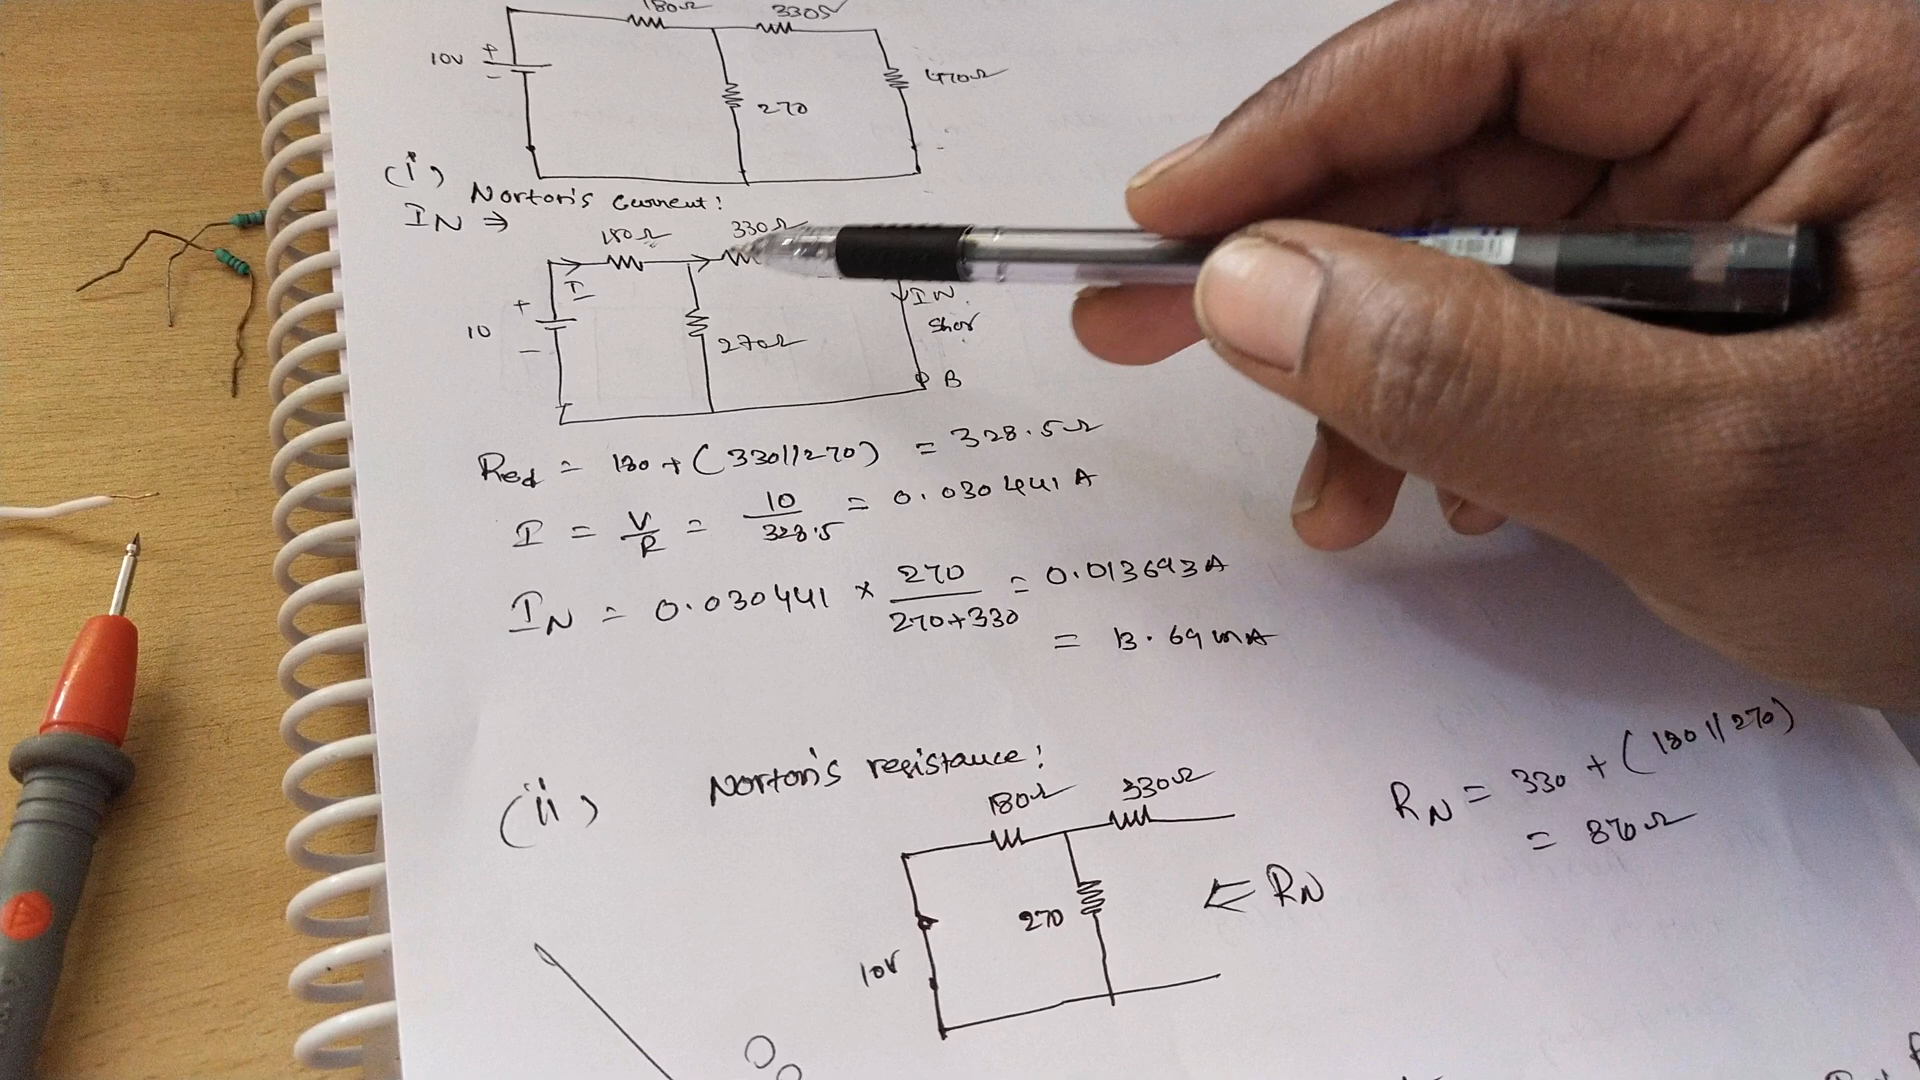 180Ω 330Ω
10V + -
470Ω
270
(i) Norton's Current:
IN ⇒
180Ω 330Ω
I
+ 10 -
270Ω
IN
Shor
B
Req = 180 + (330||270) = 328.5Ω
I = V/R = 10/328.5 = 0.030441 A
IN = 0.030441 × 270/(270+330) = 0.013693A
= 13.69 mA
(ii) Norton's resistance:
180Ω 330Ω
270
10V
⇐ RN
RN = 330 + (180||270)